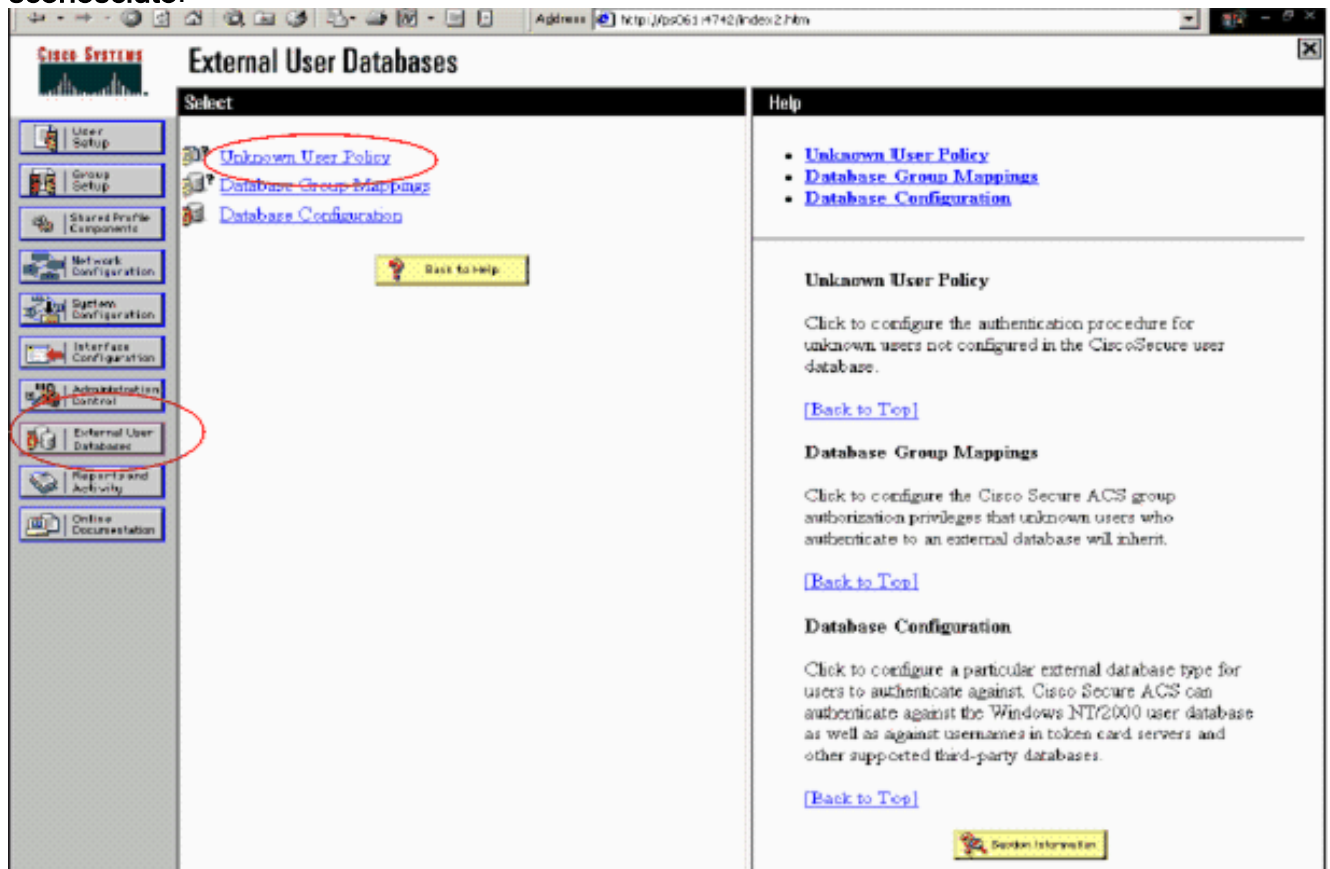 sconosciuto.
Address http://ps061:4742/index2.htm
CISCO SYSTEMS
External User Databases
Select
Help
User Setup
Group Setup
Shared Profile Components
Network Configuration
System Configuration
Interface Configuration
Administration Control
External User Databases
Reports and Activity
Online Documentation
Unknown User Policy
Database Group Mappings
Database Configuration
Back to Help
Unknown User Policy
Database Group Mappings
Database Configuration
Unknown User Policy
Click to configure the authentication procedure for
unknown users not configured in the CiscoSecure user
database.
[Back to Top]
Database Group Mappings
Click to configure the Cisco Secure ACS group
authorization privileges that unknown users who
authenticate to an external database will inherit.
[Back to Top]
Database Configuration
Click to configure a particular external database type for
users to authenticate against. Cisco Secure ACS can
authenticate against the Windows NT/2000 user database
as well as against usernames in token card servers and
other supported third-party databases.
[Back to Top]
Section Information